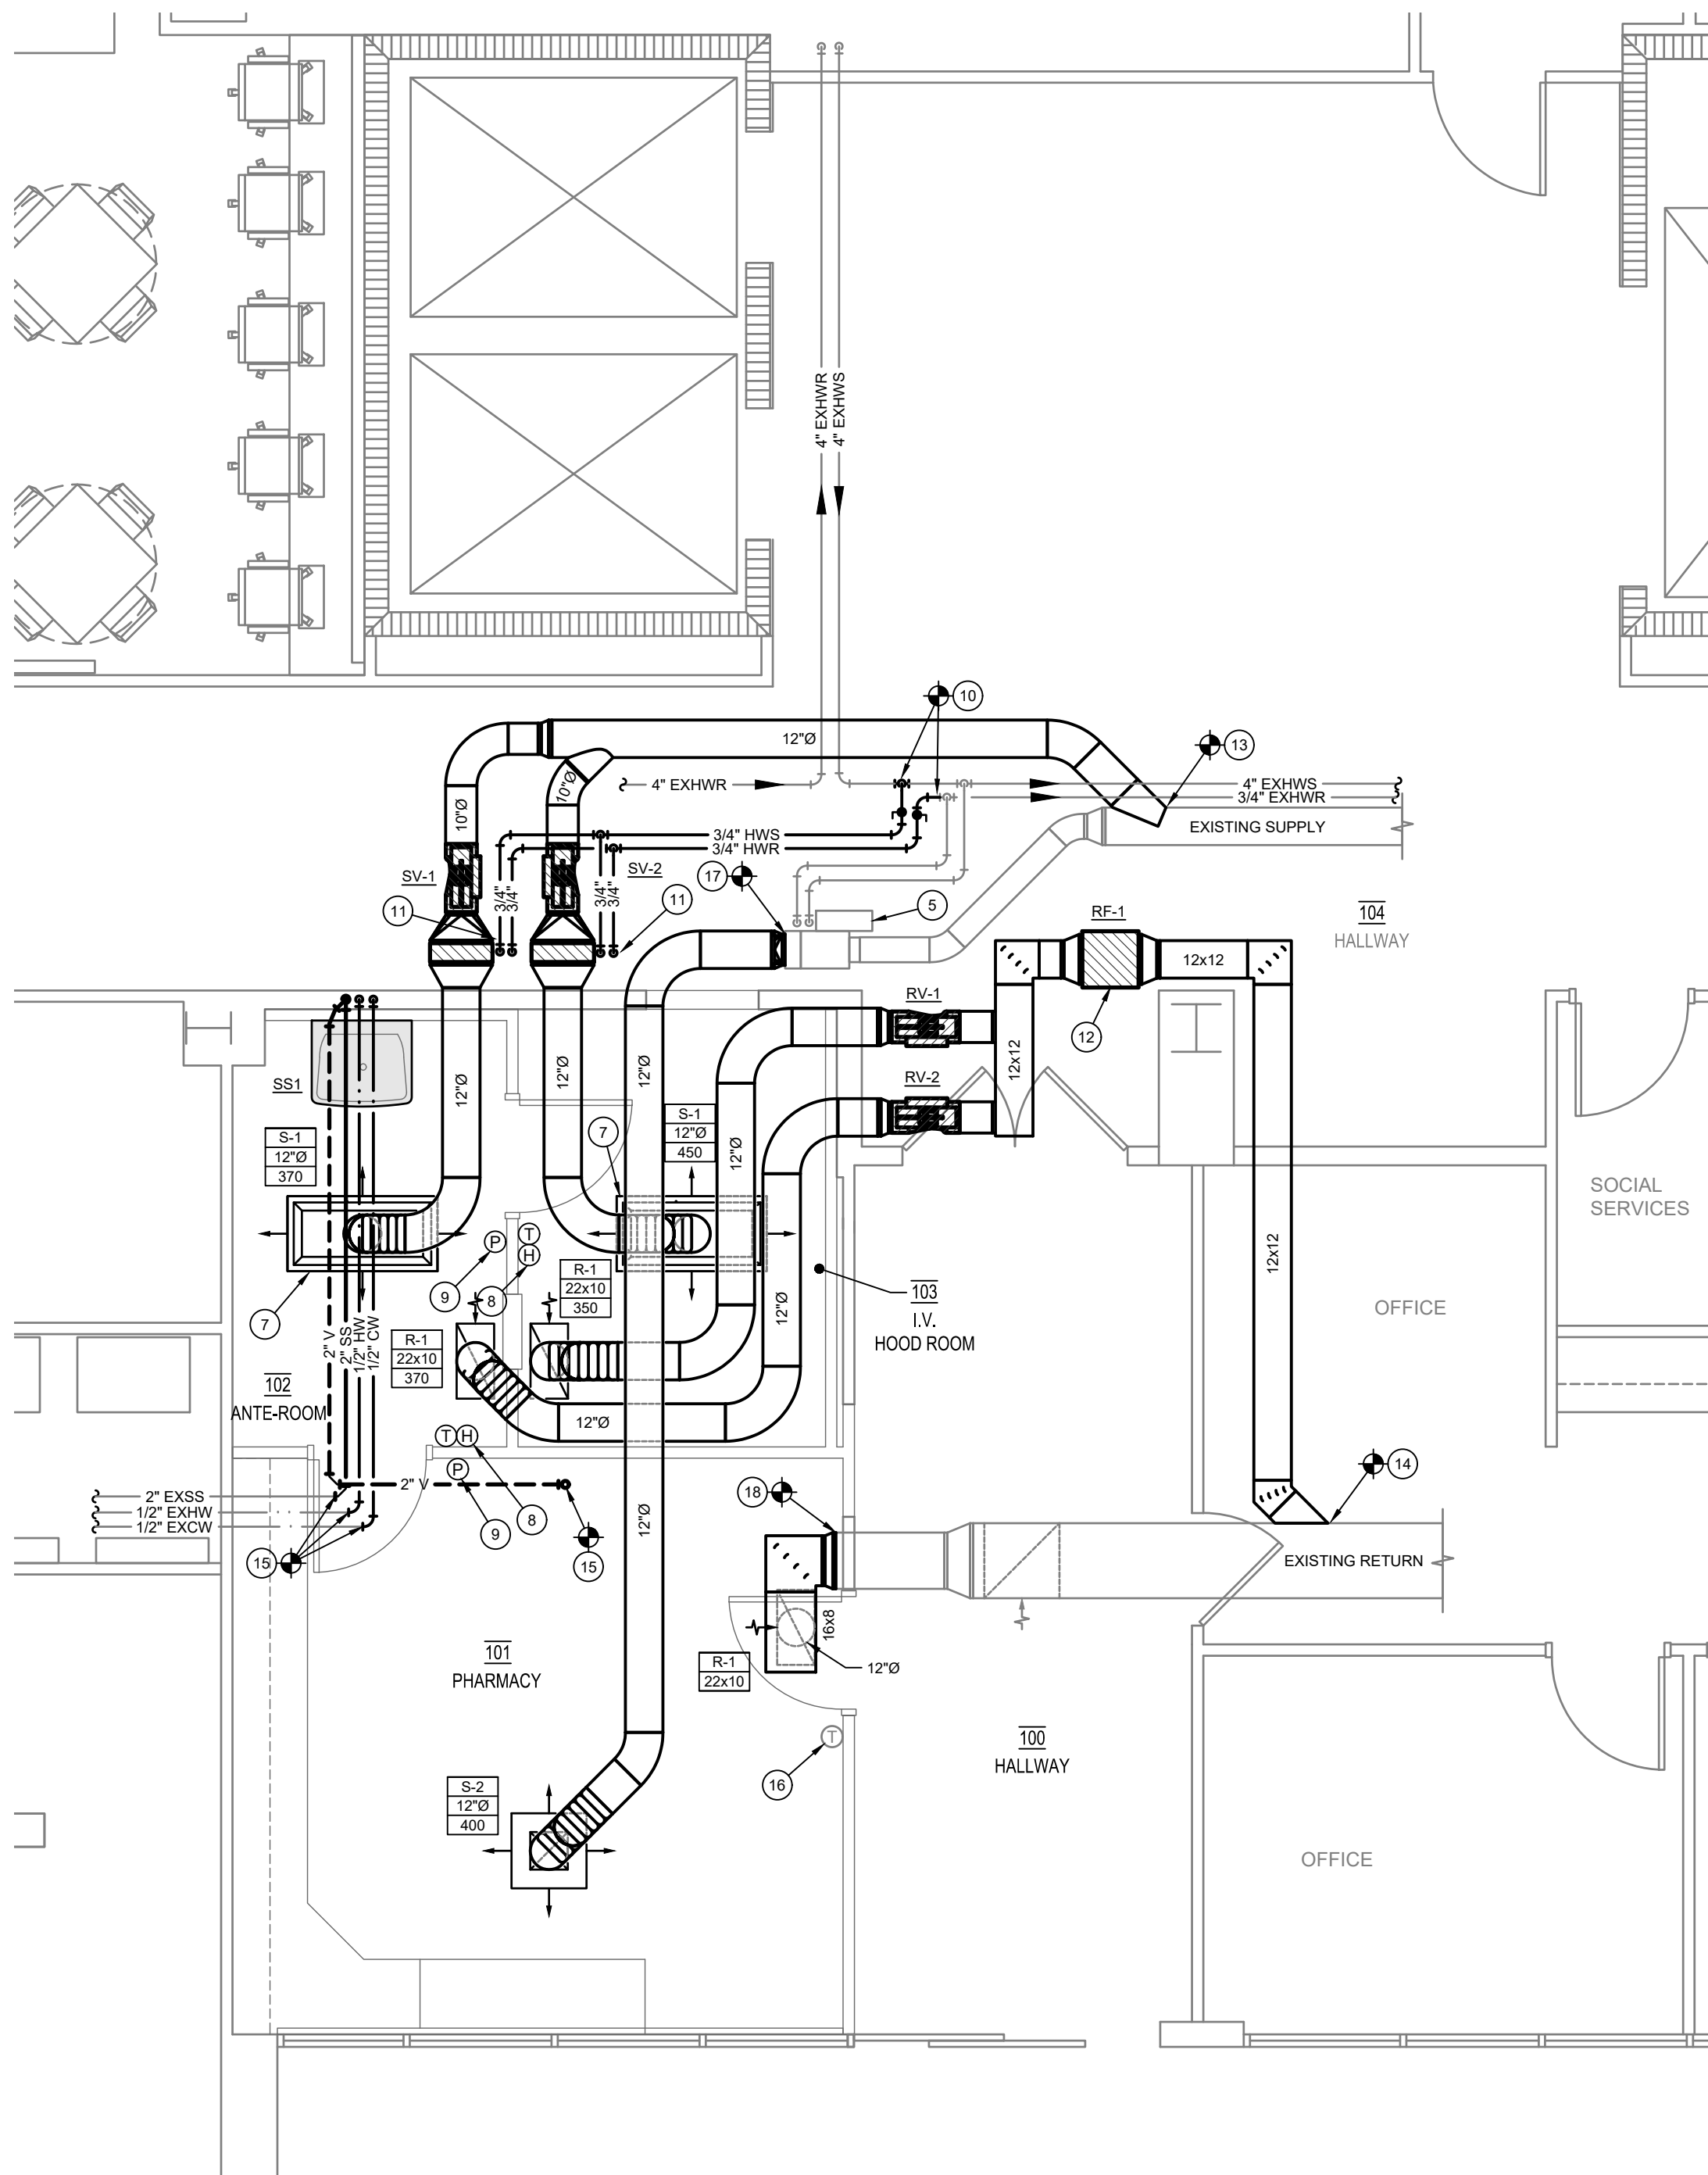 4" EXHWR
4" EXHWS
10
12"Ø
13
10"Ø
10"Ø
4" EXHWR
4" EXHWS
3/4" EXHWR
EXISTING SUPPLY
3/4" HWS
3/4" HWR
SV-1
SV-2
17
3/4"
3/4"
3/4"
3/4"
11
11
5
RF-1
104
HALLWAY
12x12
RV-1
12
SS1
12"Ø
12"Ø
12"Ø
12x12
RV-2
S-1
12"Ø
370
7
S-1
12"Ø
450
12"Ø
SOCIAL
SERVICES
P
T
H
12x12
9
8
R-1
22x10
350
103
I.V.
HOOD ROOM
12"Ø
OFFICE
7
2" V
2" SS
1/2" HW
1/2" CW
R-1
22x10
370
102
ANTE-ROOM
12"Ø
T
H
P
14
2" V
18
2" EXSS
1/2" EXHW
1/2" EXCW
9
8
12"Ø
15
15
EXISTING RETURN
16x8
101
PHARMACY
R-1
22x10
12"Ø
T
100
HALLWAY
16
S-2
12"Ø
400
OFFICE